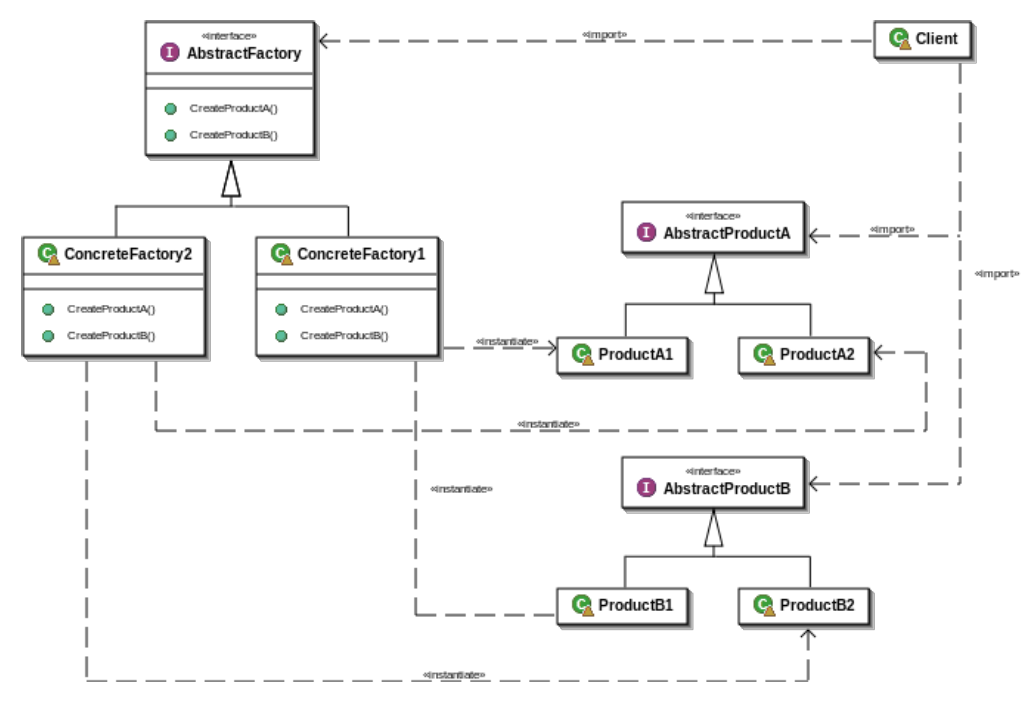 «interface»
I AbstractFactory
CreateProductA()
CreateProductB()
«import»
C Client
C ConcreteFactory2
CreateProductA()
CreateProductB()
C ConcreteFactory1
CreateProductA()
CreateProductB()
«interface»
I AbstractProductA
«import»
«import»
«instantiate»
C ProductA1
C ProductA2
«instantiate»
«interface»
I AbstractProductB
«instantiate»
C ProductB1
C ProductB2
«instantiate»